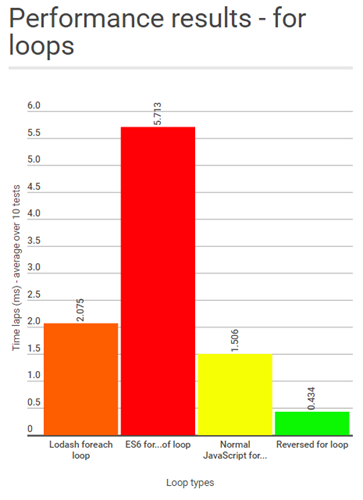 Performance results - for
loops
6.0
5.5
5.0
4.5
4.0
3.5
3.0
2.5
2.0
1.5
1.0
0.5
0
Time laps (ms) - average over 10 tests
2.075
5.713
1.506
0.434
Lodash foreach
loop
ES6 for...of loop
Normal
JavaScript for...
Reversed for loop
Loop types